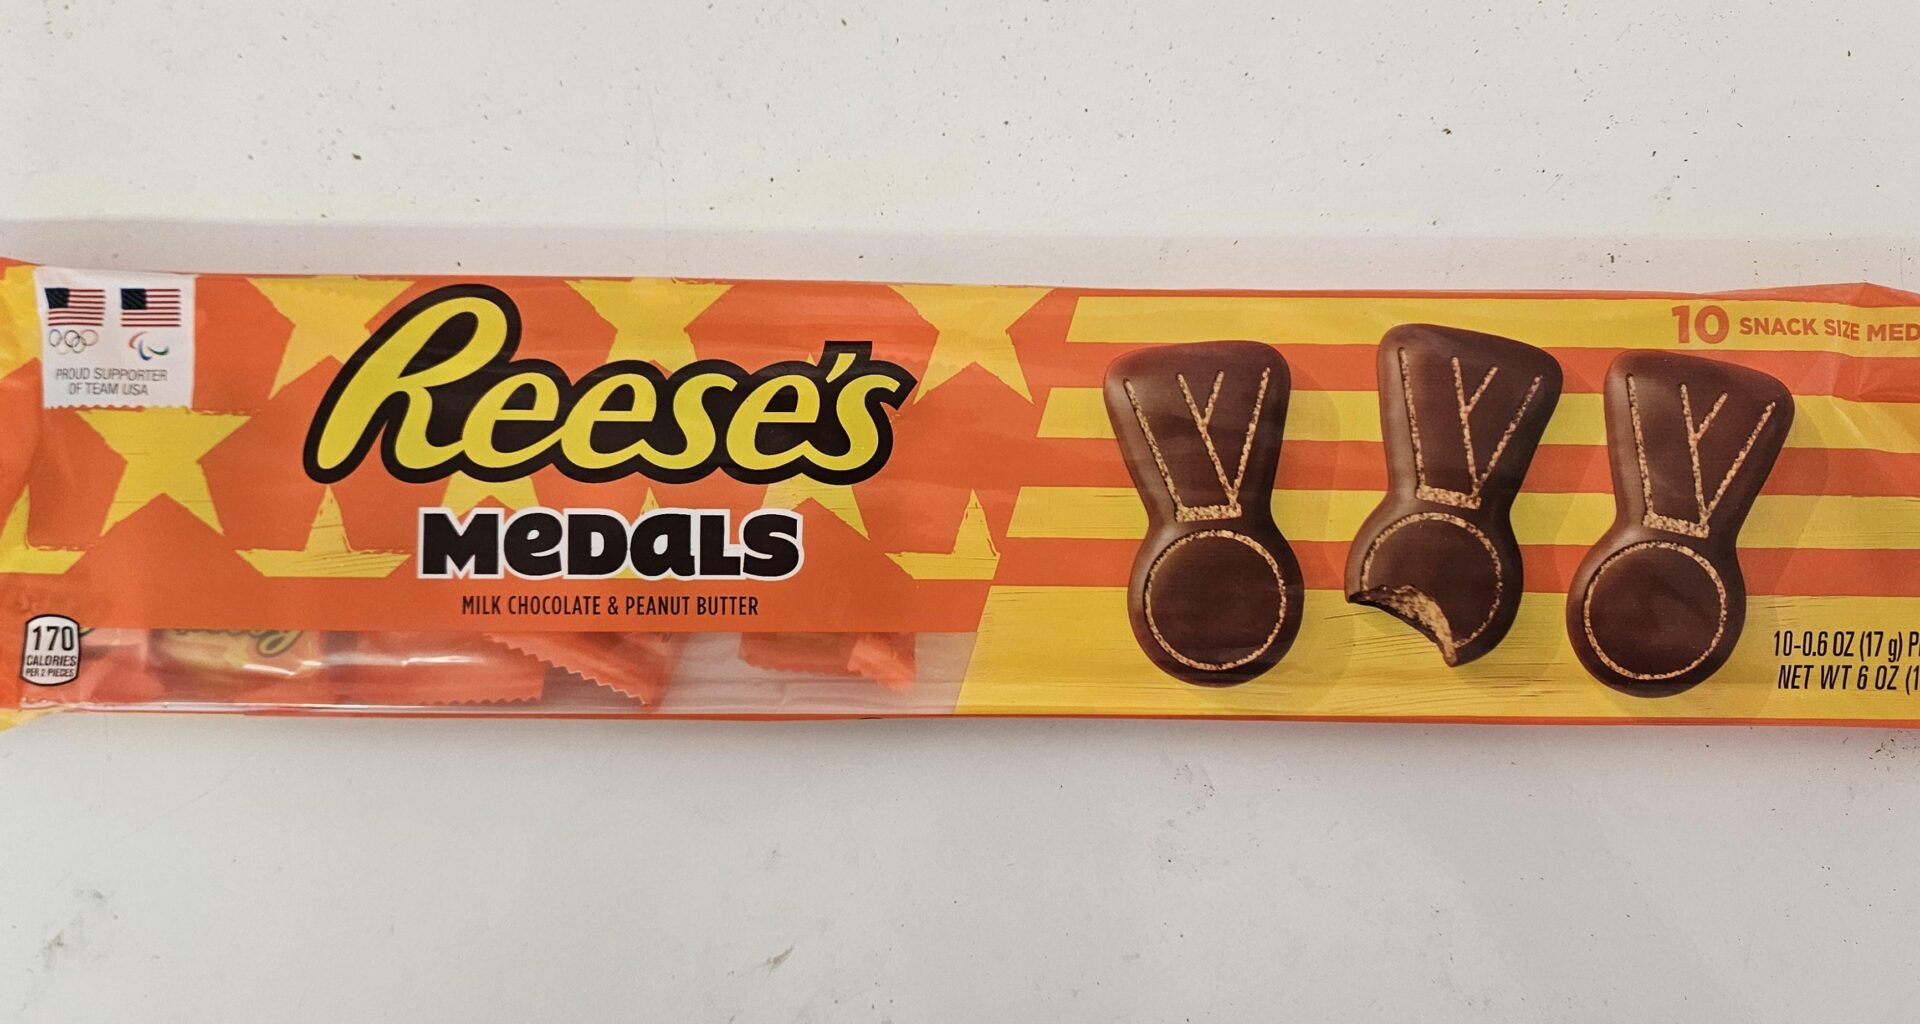 PROUD SUPPORTER
OF TEAM USA
Reese's
MEDALS
MILK CHOCOLATE & PEANUT BUTTER
170
CALORIES
PER 2 PIECES
10 SNACK SIZE MED
10-0.6 OZ (17 g) P
NET WT 6 OZ (1